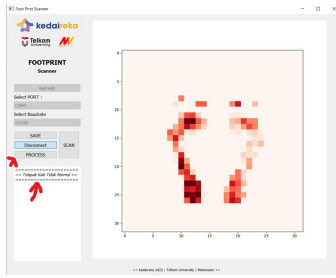 Foot Print Scanner
kedaireka
Telkom
University
FOOTPRINT
Scanner
Refresh
Select PORT :
Select Baudrate
SAVE
Disconnect
SCAN
PROCESS
== Telapak Kaki Tidak Normal ==
0
5
10
15
20
25
30
0
5
10
15
20
25
30
== Kedaireka 2023 : Telkom University | Matamaan ==